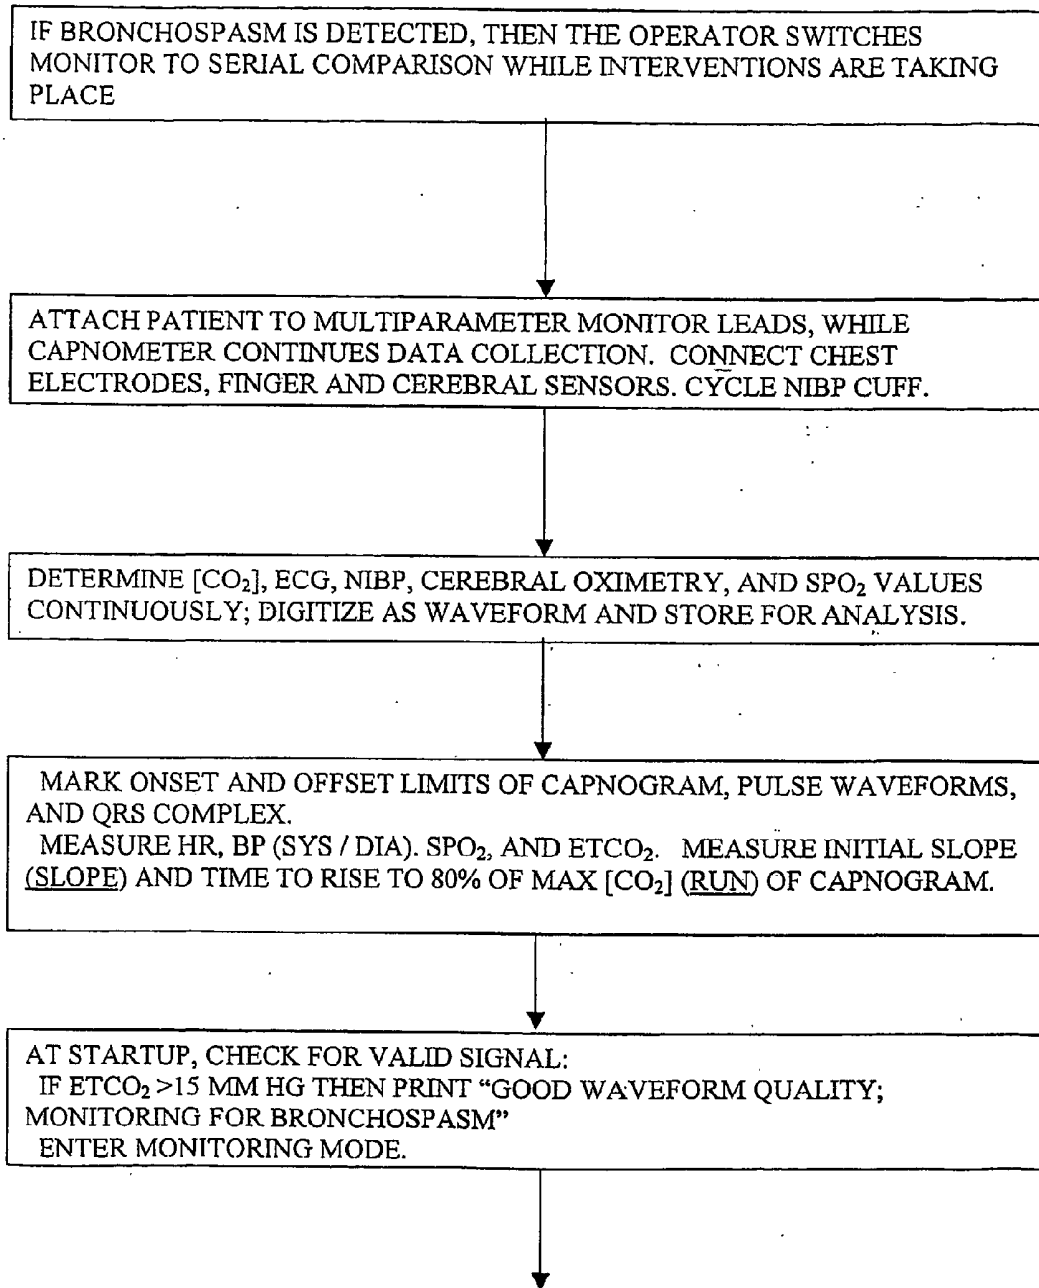 IF BRONCHOSPASM IS DETECTED, THEN THE OPERATOR SWITCHES
MONITOR TO SERIAL COMPARISON WHILE INTERVENTIONS ARE TAKING
PLACE
ATTACH PATIENT TO MULTIPARAMETER MONITOR LEADS, WHILE
CAPNOMETER CONTINUES DATA COLLECTION. CONNECT CHEST
ELECTRODES, FINGER AND CEREBRAL SENSORS. CYCLE NIBP CUFF.
DETERMINE [CO₂], ECG, NIBP, CEREBRAL OXIMETRY, AND SPO₂ VALUES
CONTINUOUSLY; DIGITIZE AS WAVEFORM AND STORE FOR ANALYSIS.
MARK ONSET AND OFFSET LIMITS OF CAPNOGRAM, PULSE WAVEFORMS,
AND QRS COMPLEX.
MEASURE HR, BP (SYS / DIA). SPO₂, AND ETCO₂. MEASURE INITIAL SLOPE
(SLOPE) AND TIME TO RISE TO 80% OF MAX [CO₂] (RUN) OF CAPNOGRAM.
AT STARTUP, CHECK FOR VALID SIGNAL:
IF ETCO₂ >15 MM HG THEN PRINT “GOOD WAVEFORM QUALITY;
MONITORING FOR BRONCHOSPASM”
ENTER MONITORING MODE.